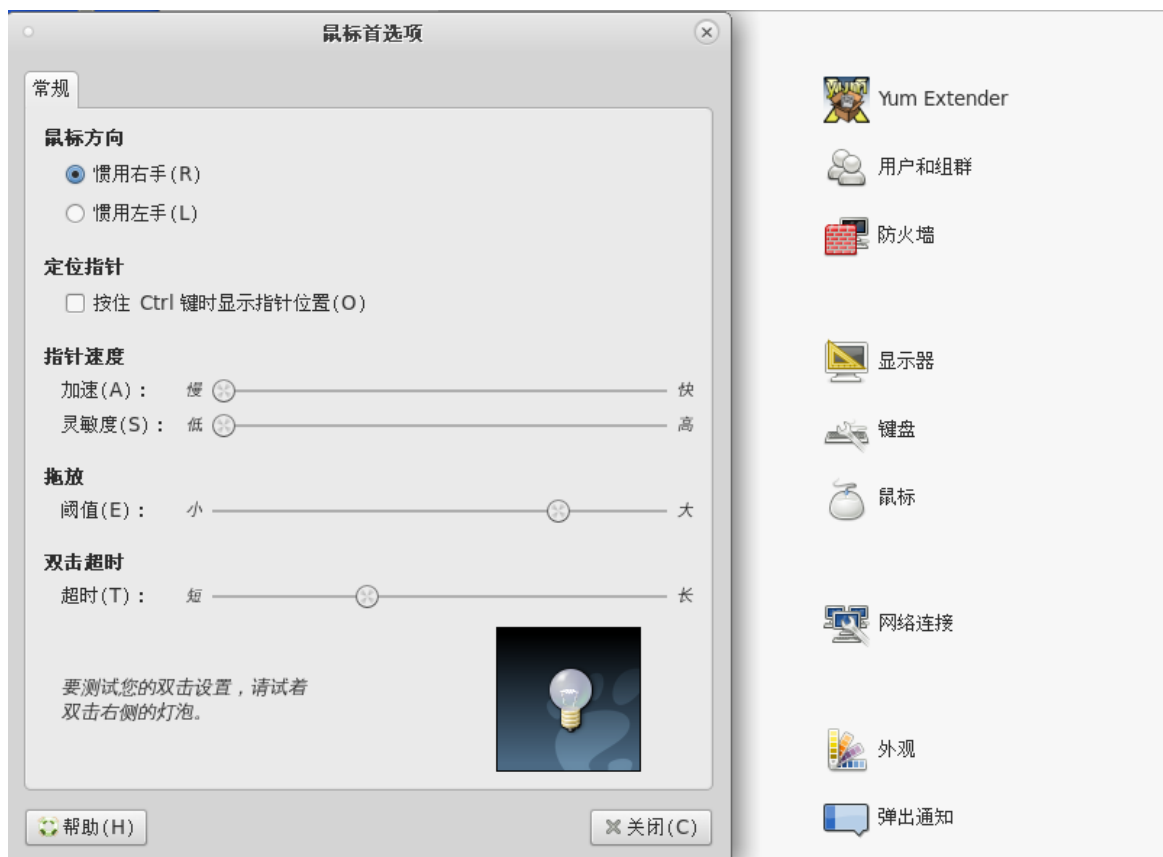 鼠标首选项
常规
鼠标方向
惯用右手(R)
惯用左手(L)
定位指针
按住 Ctrl 键时显示指针位置(O)
指针速度
加速(A)： 慢 快
灵敏度(S)： 低 高
拖放
阈值(E)： 小 大
双击超时
超时(T)： 短 长
要测试您的双击设置，请试着
双击右侧的灯泡。
帮助(H)
关闭(C)
Yum Extender
用户和组群
防火墙
显示器
键盘
鼠标
网络连接
外观
弹出通知